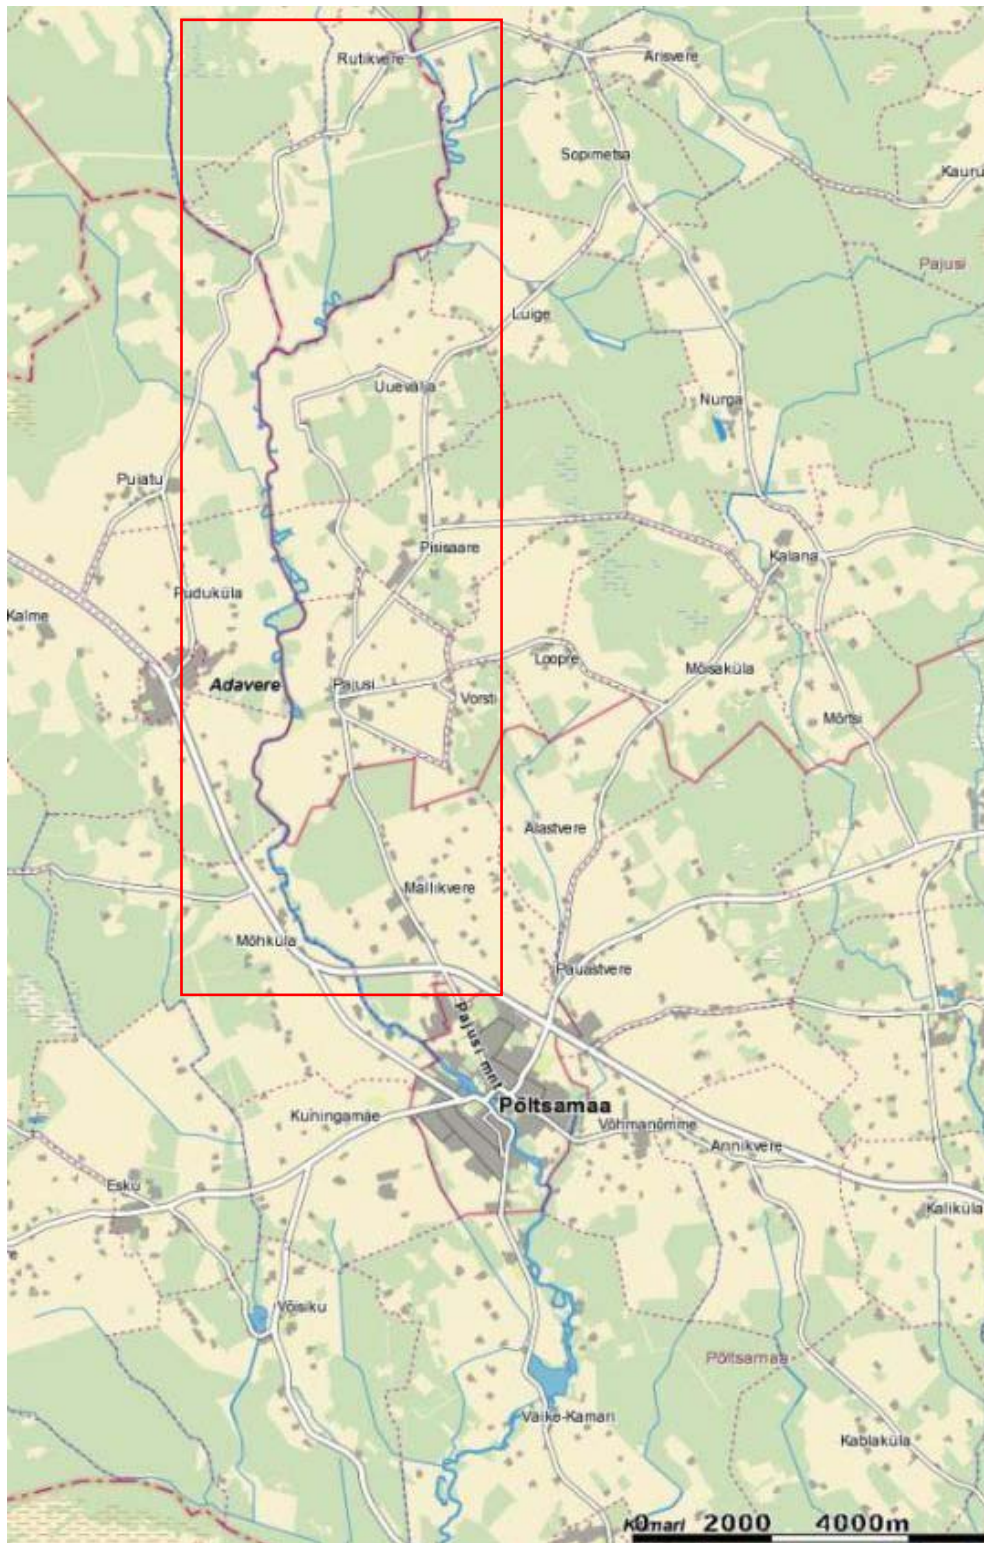 Rutikvere
Arisvere
Sopimetsa
Kauru
Pajusi
Luige
Uuevälja
Nurga
Puiatu
Pisisaare
Kalana
Puduküla
Kalme
Loopre
Mõisaküla
Adavere
Pajusi
Vorsti
Mõrtsi
Alastvere
Mällikvere
Mõhküla
Pauastvere
Pajusi mnt
Põltsamaa
Kuningamäe
Võhmanõmme
Annikvere
Esku
Kaliküla
Võisiku
Põltsamaa
Väike-Kamari
Kablaküla
Kamari
0 2000 4000m